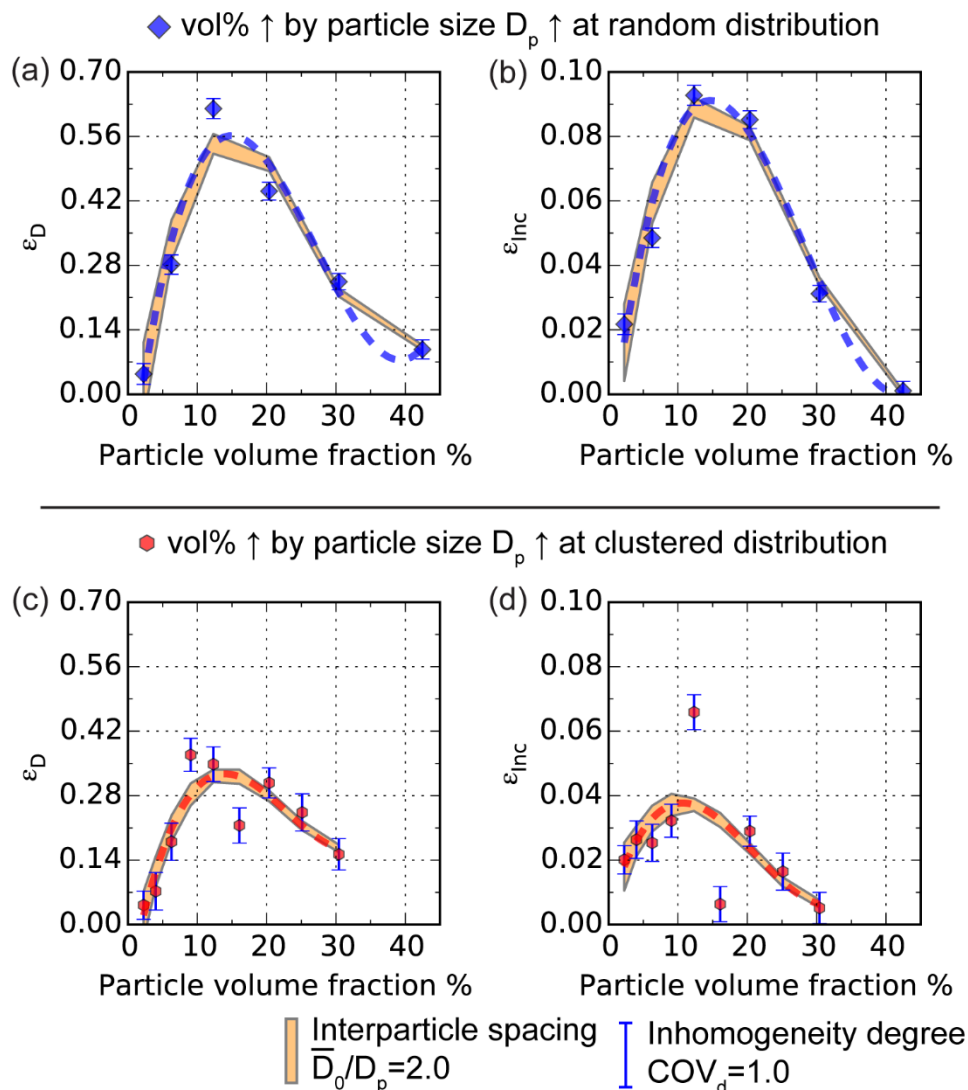 vol% ↑ by particle size Dp ↑ at random distribution
(a)
0.70
0.56
0.42
0.28
0.14
0.00
εD
0 10 20 30 40
Particle volume fraction %
(b)
0.10
0.08
0.06
0.04
0.02
0.00
εInc
0 10 20 30 40
Particle volume fraction %
vol% ↑ by particle size Dp ↑ at clustered distribution
(c)
0.70
0.56
0.42
0.28
0.14
0.00
εD
0 10 20 30 40
Particle volume fraction %
(d)
0.10
0.08
0.06
0.04
0.02
0.00
εInc
0 10 20 30 40
Particle volume fraction %
Interparticle spacing
D̅0/Dp=2.0
Inhomogeneity degree
COVd=1.0